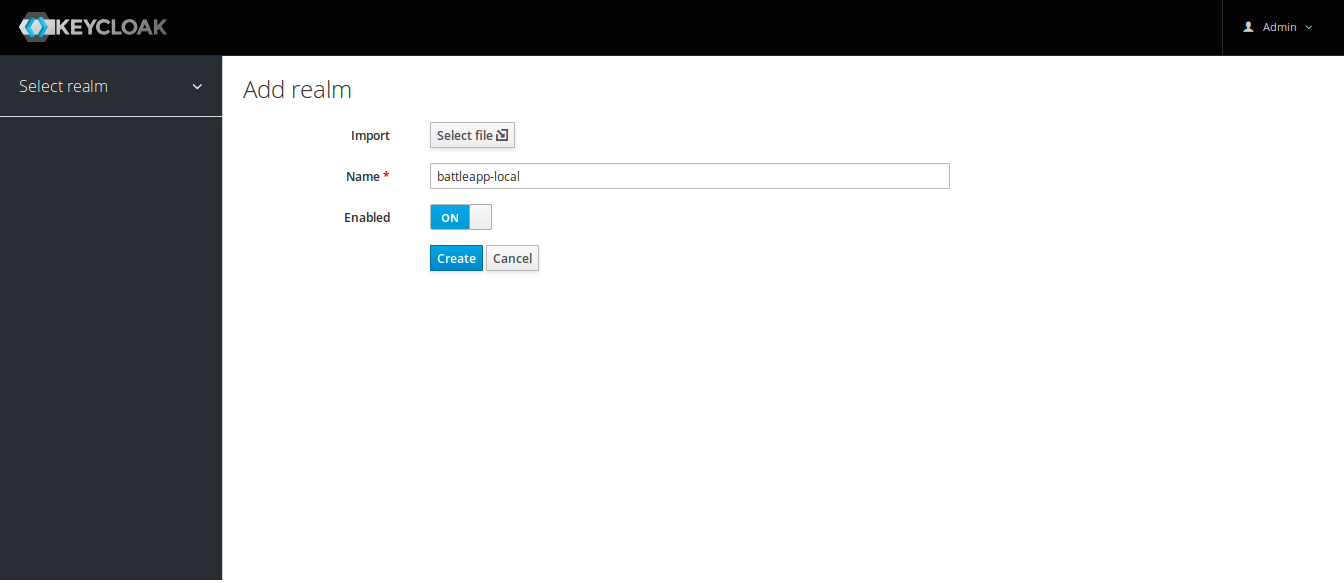 KEYCLOAK
Admin
Select realm
Add realm
Import Select file
Name * battleapp-local
Enabled ON
Create Cancel